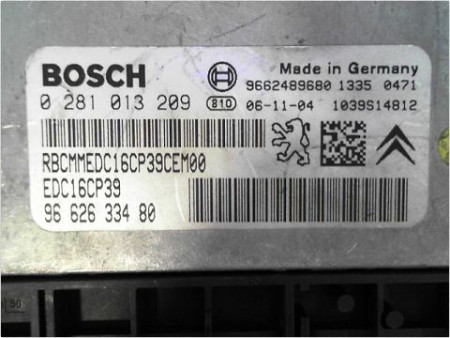 BOSCH
Made in Germany
9662489680 1335 0471
0 281 013 209 810 06-11-04 1039S14812
RBCMMEDC16CP39CEM00
EDC16CP39
96 626 334 80
50